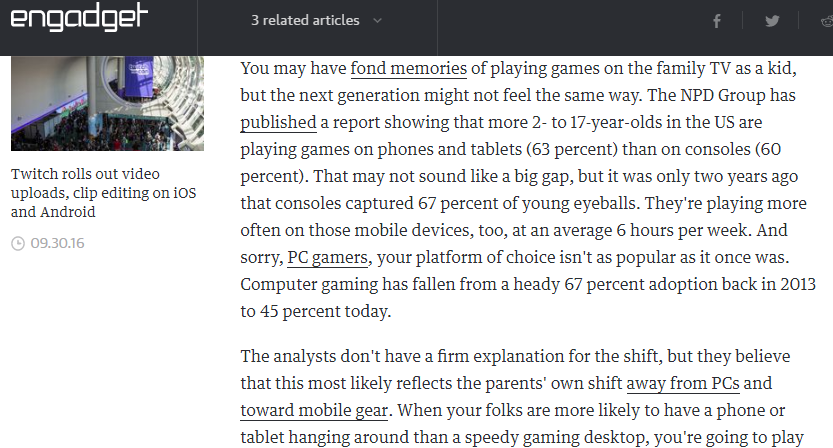 engadget
3 related articles
You may have fond memories of playing games on the family TV as a kid,
but the next generation might not feel the same way. The NPD Group has
published a report showing that more 2- to 17-year-olds in the US are
playing games on phones and tablets (63 percent) than on consoles (60
percent). That may not sound like a big gap, but it was only two years ago
that consoles captured 67 percent of young eyeballs. They're playing more
often on those mobile devices, too, at an average 6 hours per week. And
sorry, PC gamers, your platform of choice isn't as popular as it once was.
Computer gaming has fallen from a heady 67 percent adoption back in 2013
to 45 percent today.
The analysts don't have a firm explanation for the shift, but they believe
that this most likely reflects the parents' own shift away from PCs and
toward mobile gear. When your folks are more likely to have a phone or
tablet hanging around than a speedy gaming desktop, you're going to play
Twitch rolls out video
uploads, clip editing on iOS
and Android
09.30.16